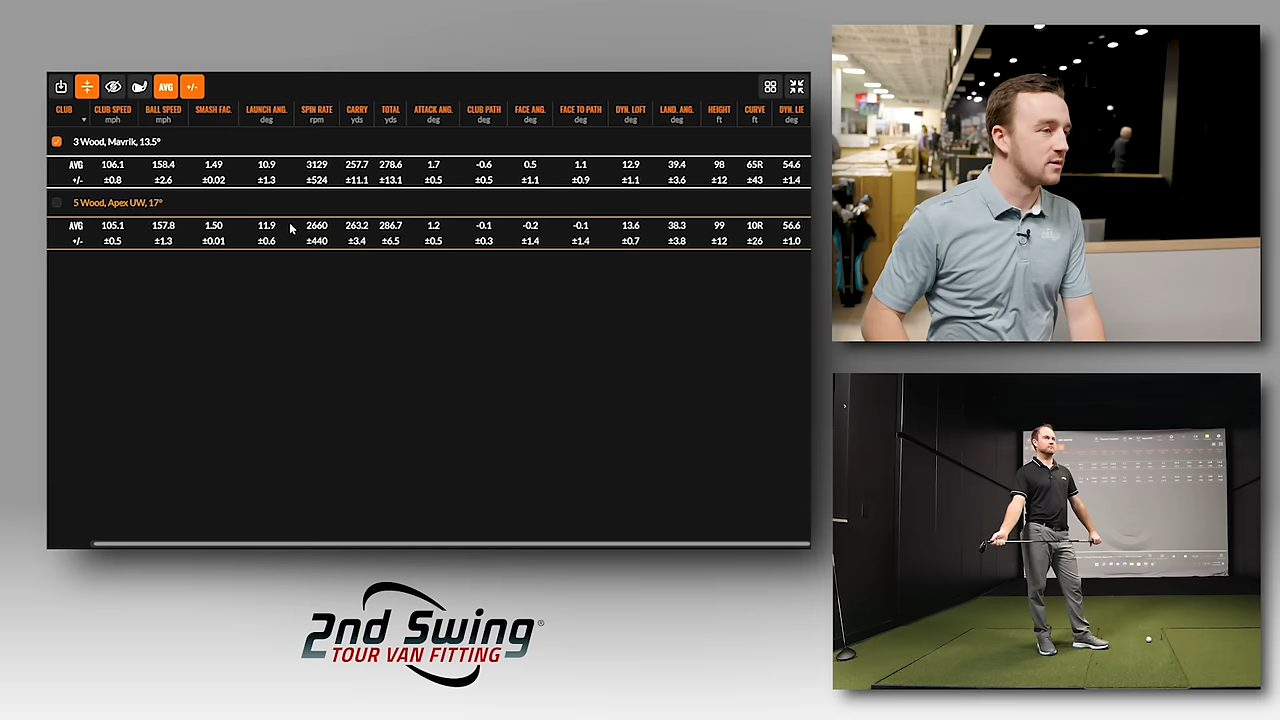 AVG +/-
CLUB CLUB SPEED BALL SPEED SMASH FAC. LAUNCH ANG. SPIN RATE CARRY TOTAL ATTACK ANG. CLUB PATH FACE ANG. FACE TO PATH DYN. LOFT LAND. ANG. HEIGHT CURVE DYN. LIE
mph mph deg rpm yds yds deg deg deg deg deg deg ft ft deg
3 Wood, Mavrik, 13.5°
AVG 106.1 158.4 1.49 10.9 3129 257.7 278.6 1.7 -0.6 0.5 1.1 12.9 39.4 98 65R 54.6
+/- ±0.8 ±2.6 ±0.02 ±1.3 ±524 ±11.1 ±13.1 ±0.5 ±0.5 ±1.1 ±0.9 ±1.1 ±3.6 ±12 ±43 ±1.4
5 Wood, Apex UW, 17°
AVG 105.1 157.8 1.50 11.9 2660 263.2 286.7 1.2 -0.1 -0.2 -0.1 13.6 38.3 99 10R 56.6
+/- ±0.5 ±1.3 ±0.01 ±0.6 ±440 ±3.4 ±6.5 ±0.5 ±0.3 ±1.4 ±1.4 ±0.7 ±3.8 ±12 ±26 ±1.0
2nd Swing®
TOUR VAN FITTING